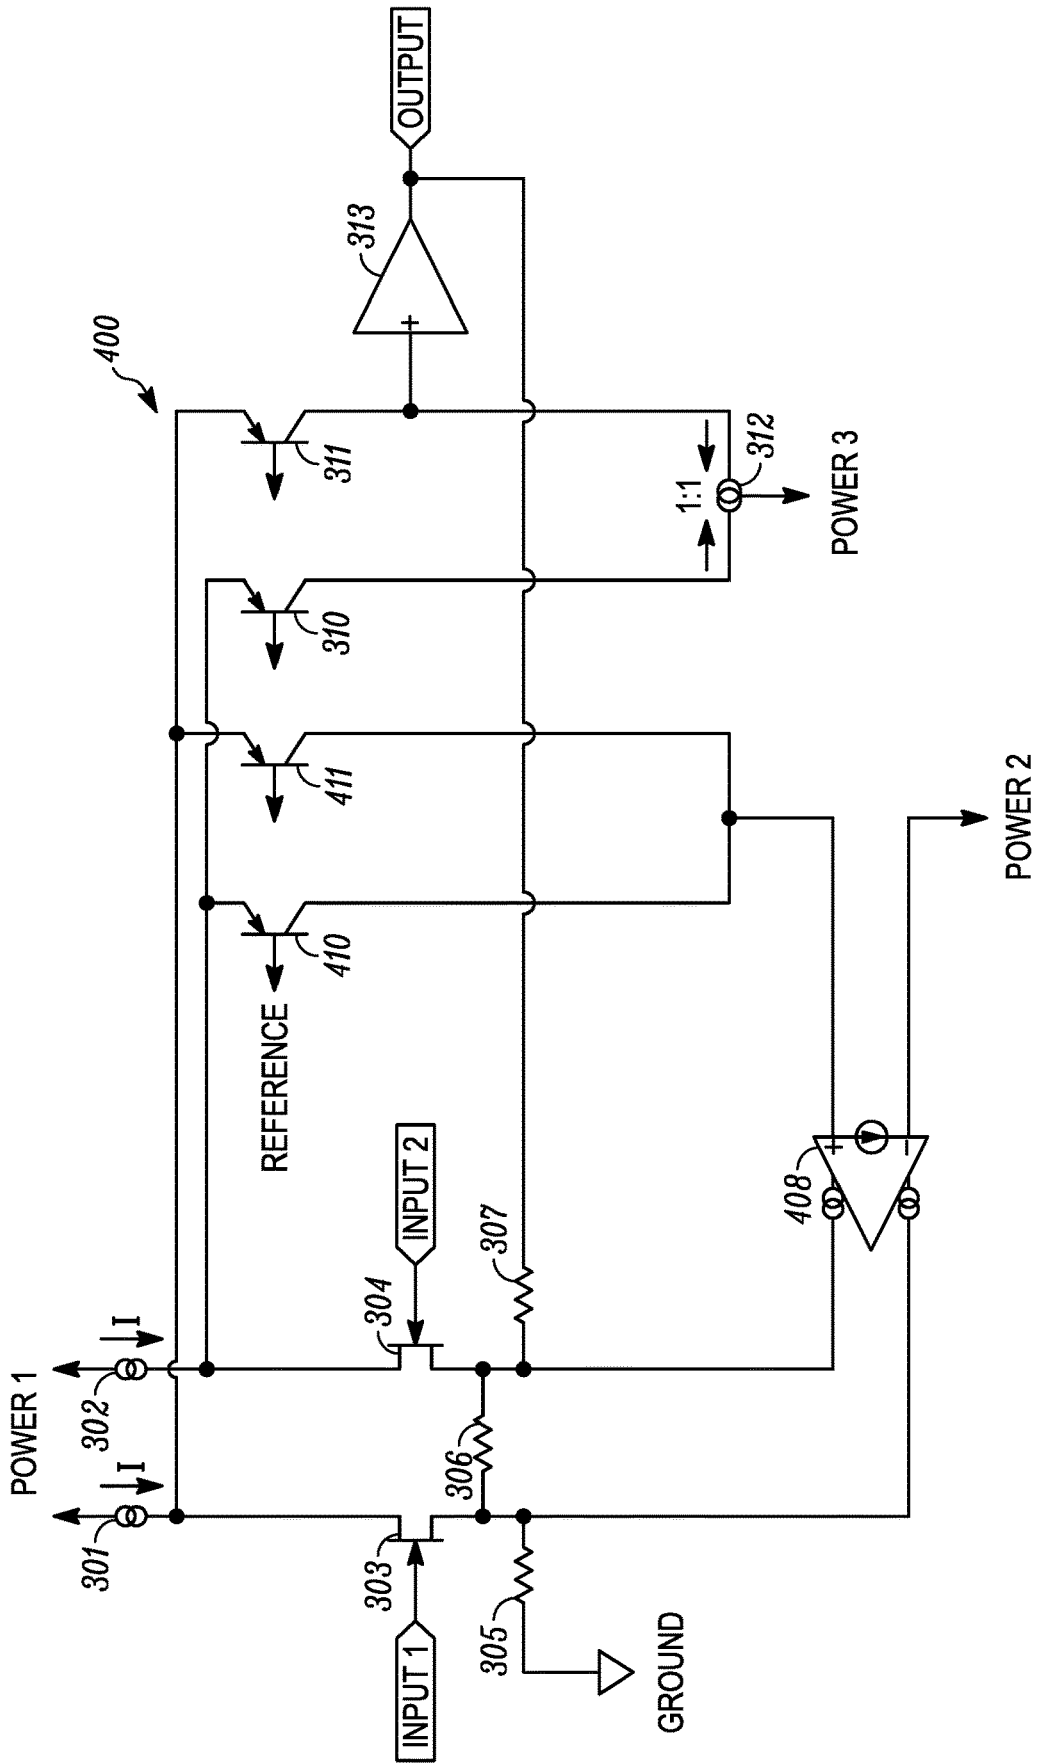 POWER 1
301
I
302
I
400
303
304
INPUT 1
INPUT 2
305
306
307
GROUND
REFERENCE
410
411
310
311
313
+
OUTPUT
1:1
312
POWER 3
408
+
−
POWER 2